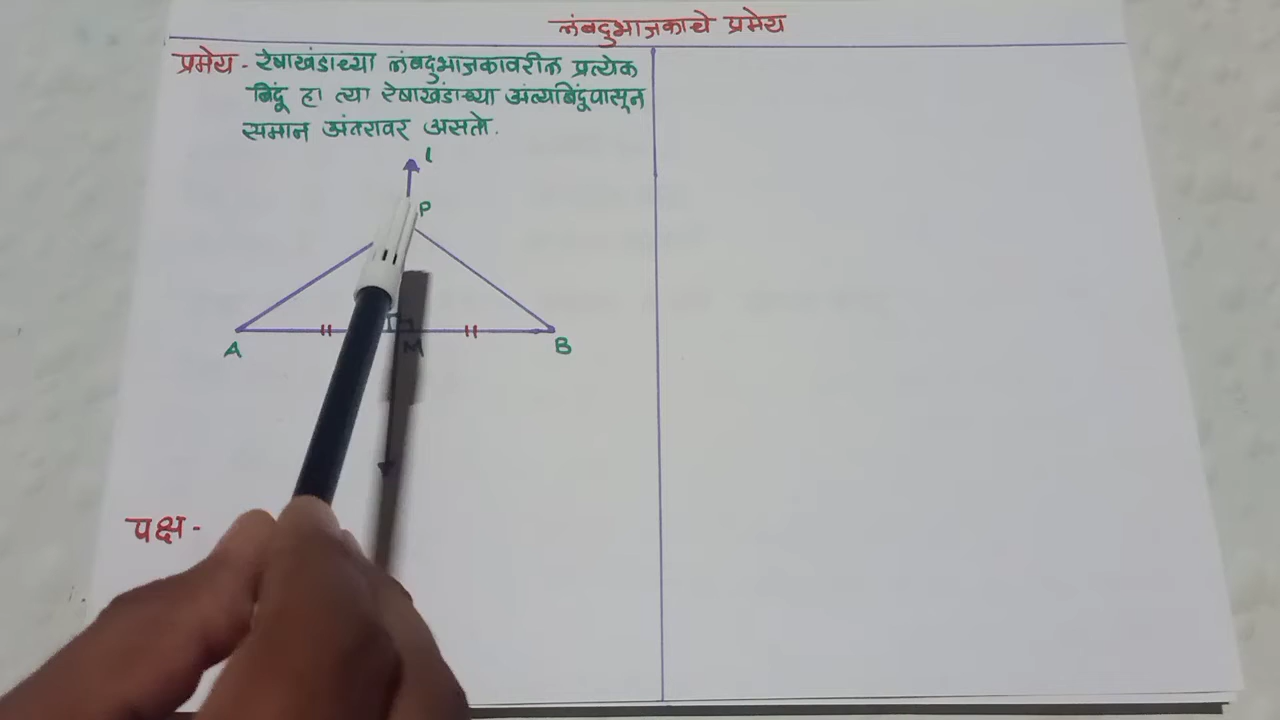 लंबदुभाजकाचे प्रमेय
प्रमेय - रेषाखंडाच्या लंबदुभाजकावरील प्रत्येक
बिंदू हा त्या रेषाखंडाच्या अंत्यबिंदूपासून
समान अंतरावर असतो.
l
P
A
M
B
पक्ष -